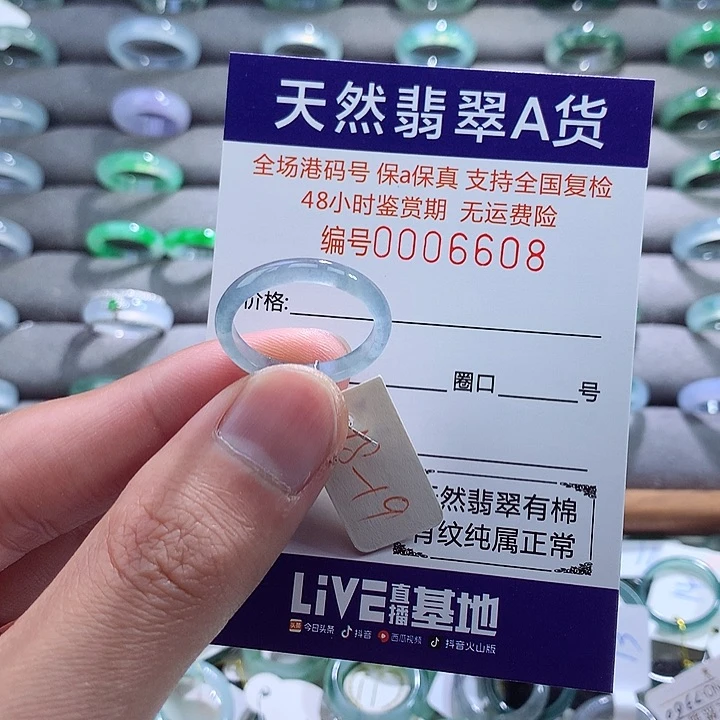 天然翡翠A货
全场港码号 保a保真 支持全国复检
48小时鉴赏期 无运费险
编号0006608
价格:
圈口 号
天然翡翠有棉
有纹纯属正常
LiVE直播基地
今日头条 抖音 西瓜视频 抖音火山版